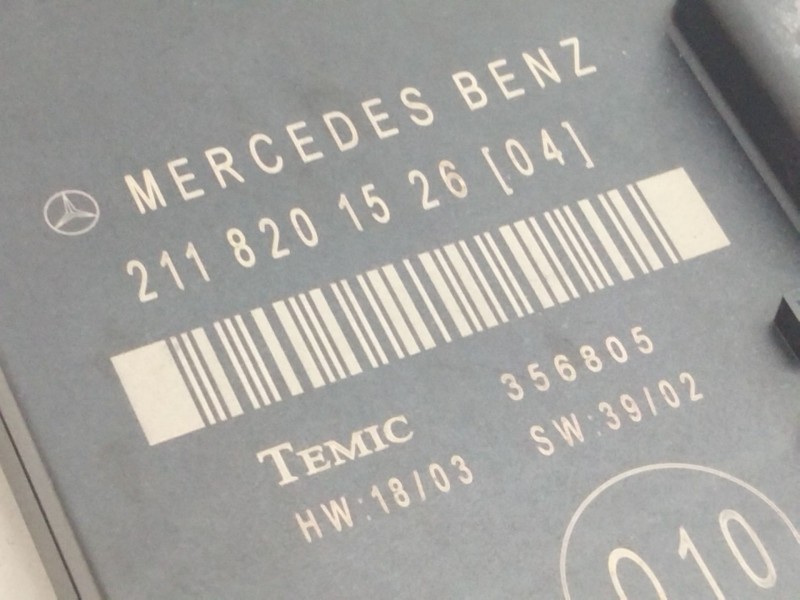 MERCEDES BENZ
211 820 15 26 [04]
356805
TEMIC
HW:18/03 SW:39/02
010